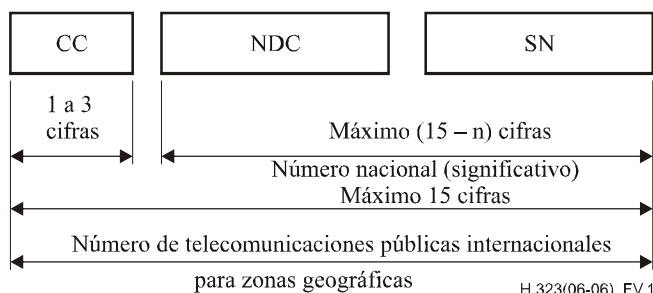 CC NDC SN
1 a 3
cifras
Máximo (15 – n) cifras
Número nacional (significativo)
Máximo 15 cifras
Número de telecomunicaciones públicas internacionales
para zonas geográficas
H.323(06-06)_FV.1